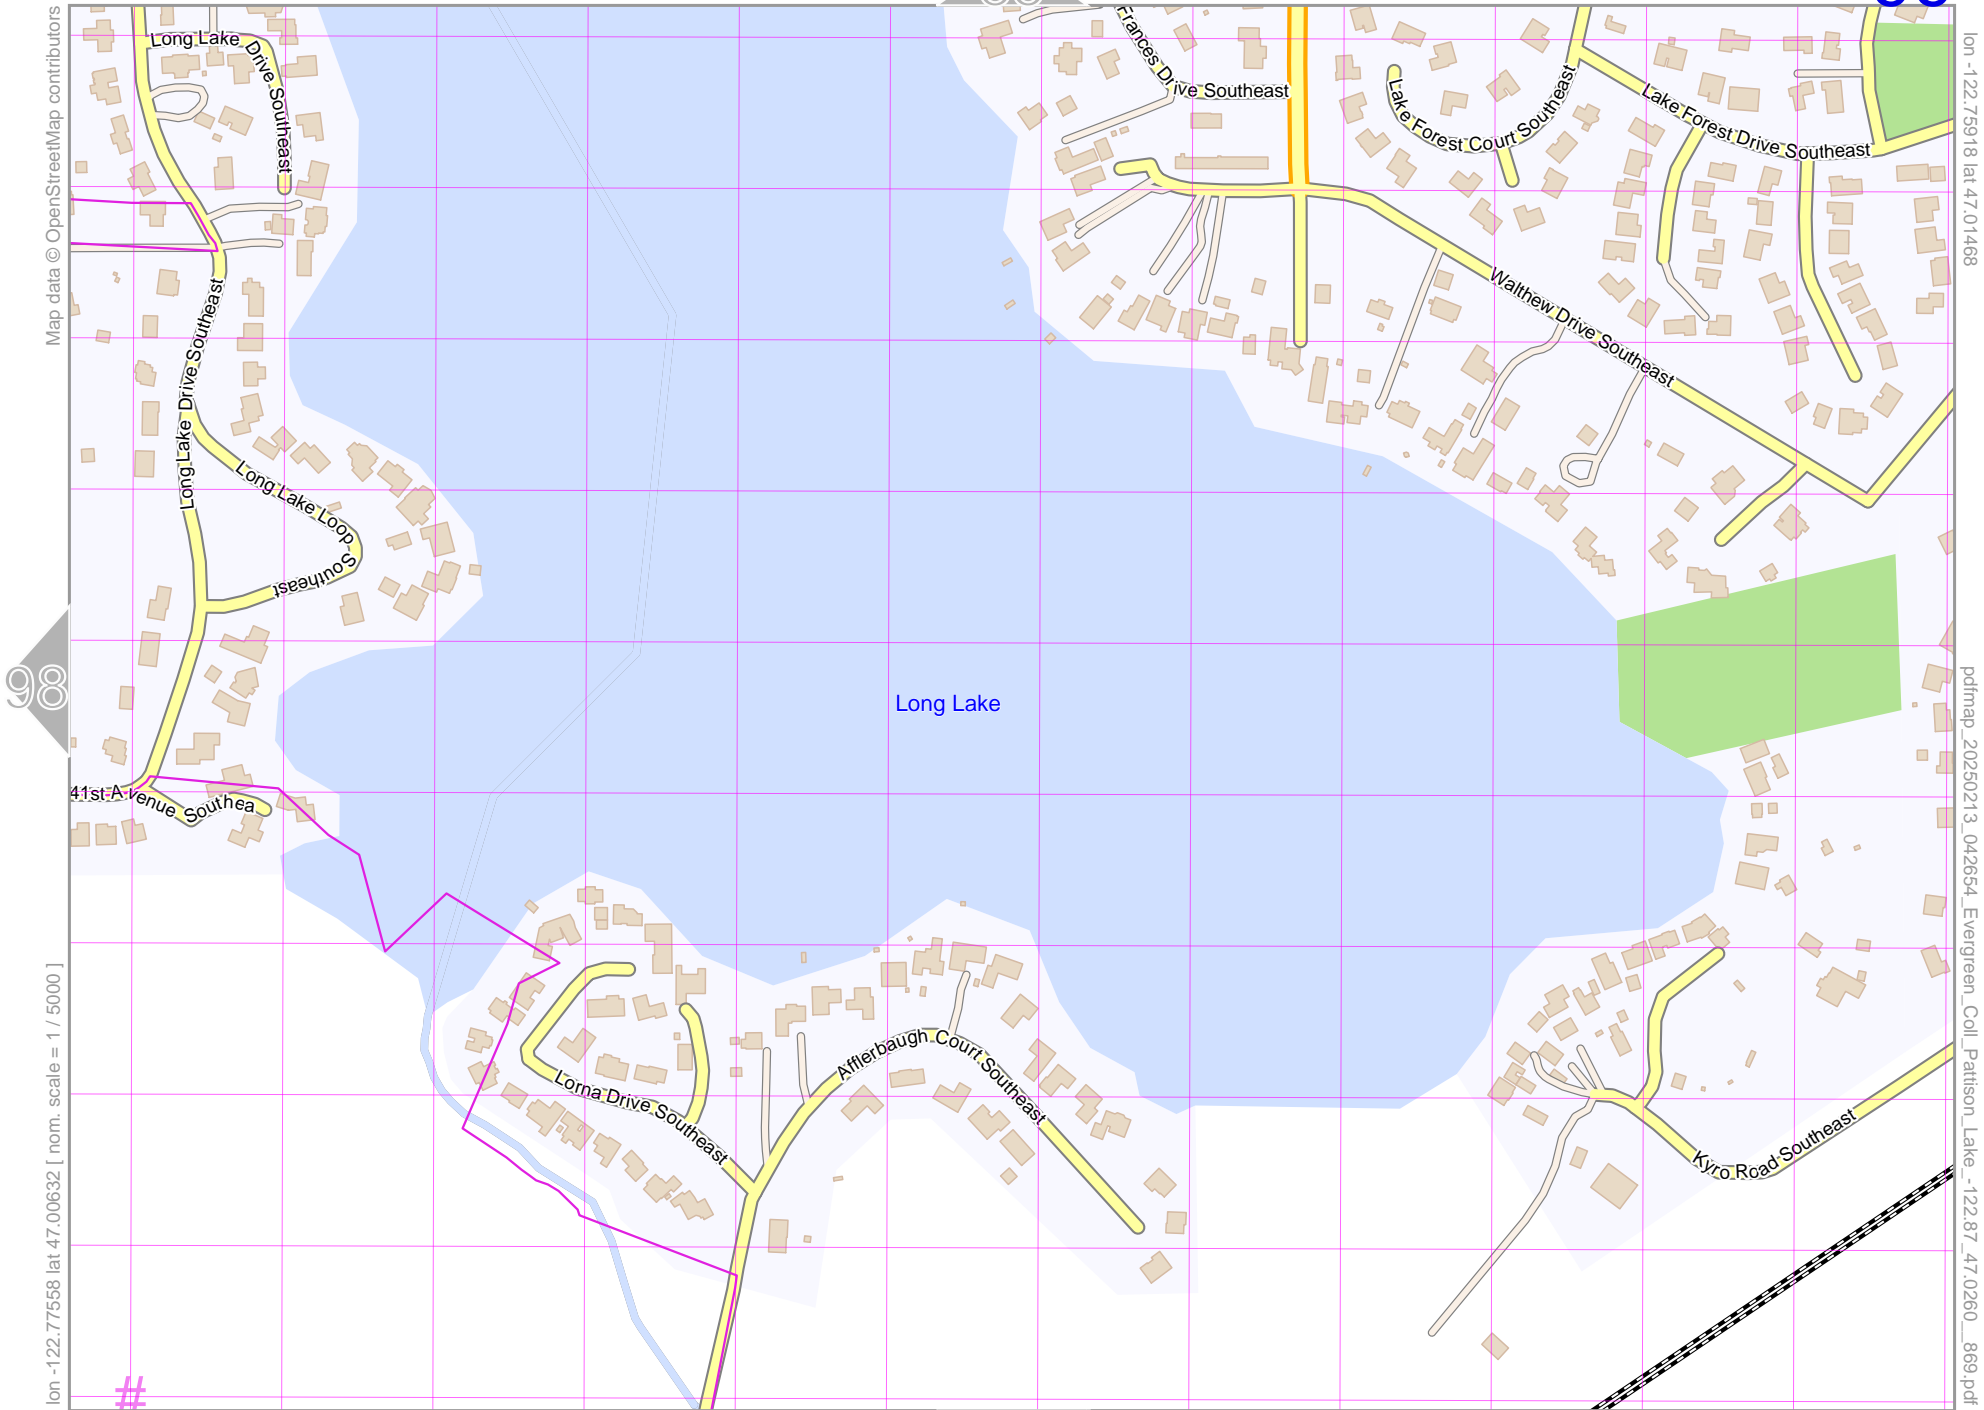 Map data © OpenStreetMap contributors
lon -122.75918 lat 47.01468
Long Lake Drive Southeast
Frances Drive Southeast
Lake Forest Court Southeast
Lake Forest Drive Southeast
Walthew Drive Southeast
Long Lake Drive Southeast
Long Lake Loop Southeast
98
Long Lake
41st Avenue Southea
Afflerbaugh Court Southeast
Lorna Drive Southeast
Kyro Road Southeast
lon -122.77558 lat 47.00632 [ nom. scale = 1 / 5000 ]
pdfmap_20250213_042654_Evergreen_Coll_Pattison_Lake_-122.87_47.0260__869.pdf
#